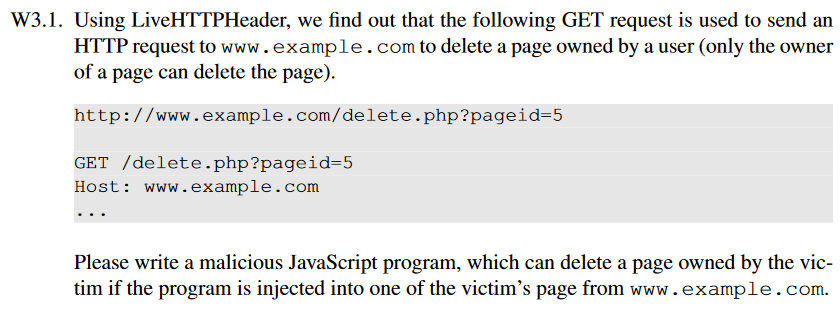 W3.1. Using LiveHTTPHeader, we find out that the following GET request is used to send an
HTTP request to www.example.com to delete a page owned by a user (only the owner
of a page can delete the page).
http://www.example.com/delete.php?pageid=5
GET /delete.php?pageid=5
Host: www.example.com
...
Please write a malicious JavaScript program, which can delete a page owned by the vic-
tim if the program is injected into one of the victim's page from www.example.com.